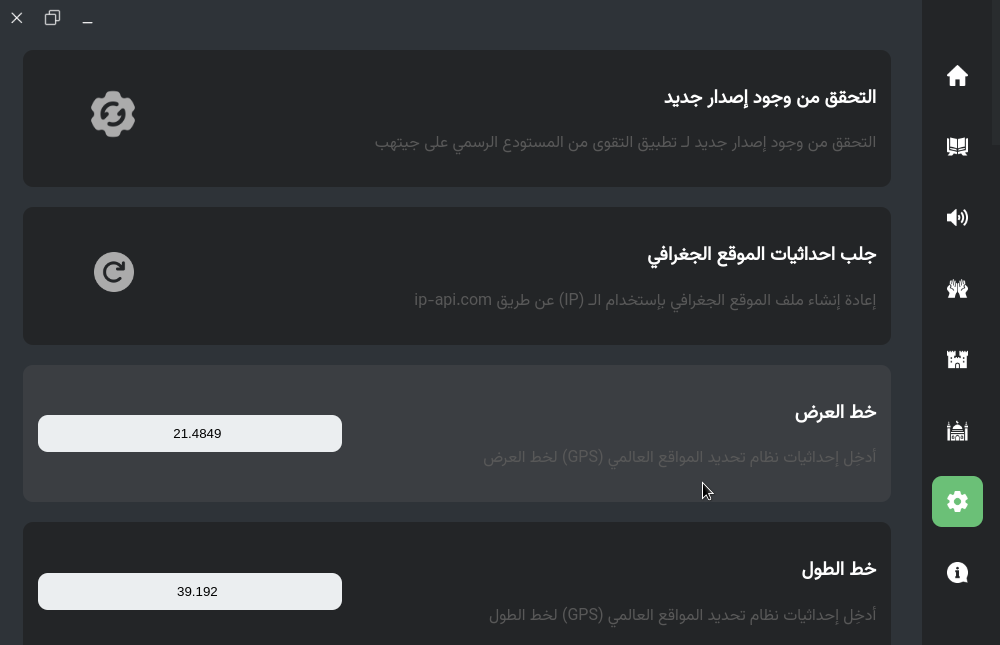 التحقق من وجود إصدار جديد
التحقق من وجود إصدار جديد لـ تطبيق التقوى من المستودع الرسمي على جيتهب
جلب احداثيات الموقع الجغرافي
إعادة إنشاء ملف الموقع الجغرافي بإستخدام الـ (IP) عن طريق ip-api.com
خط العرض
أدخِل إحداثيات نظام تحديد المواقع العالمي (GPS) لخط العرض
21.4849
خط الطول
أدخِل إحداثيات نظام تحديد المواقع العالمي (GPS) لخط الطول
39.192